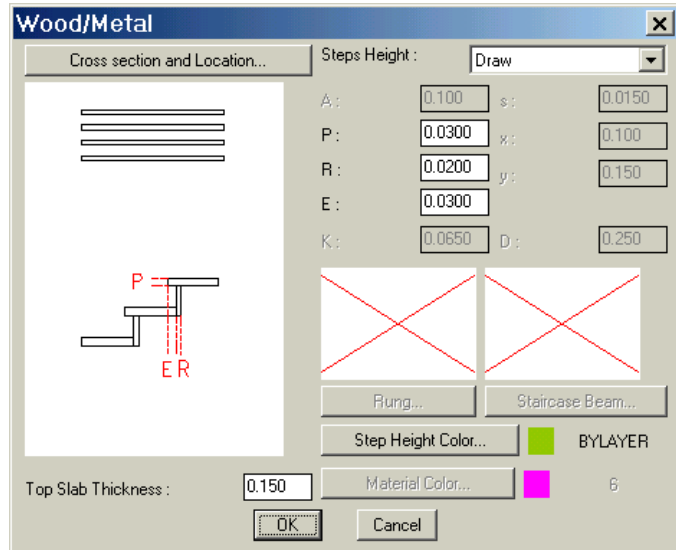 Wood/Metal
Cross section and Location...
Steps Height :
Draw
A :
0.100
s :
0.0150
P :
0.0300
x :
0.100
R :
0.0200
y :
0.150
E :
0.0300
K :
0.0650
D :
0.250
P
E R
Rung...
Staircase Beam...
Step Height Color...
BYLAYER
Top Slab Thickness :
0.150
Material Color...
6
OK
Cancel